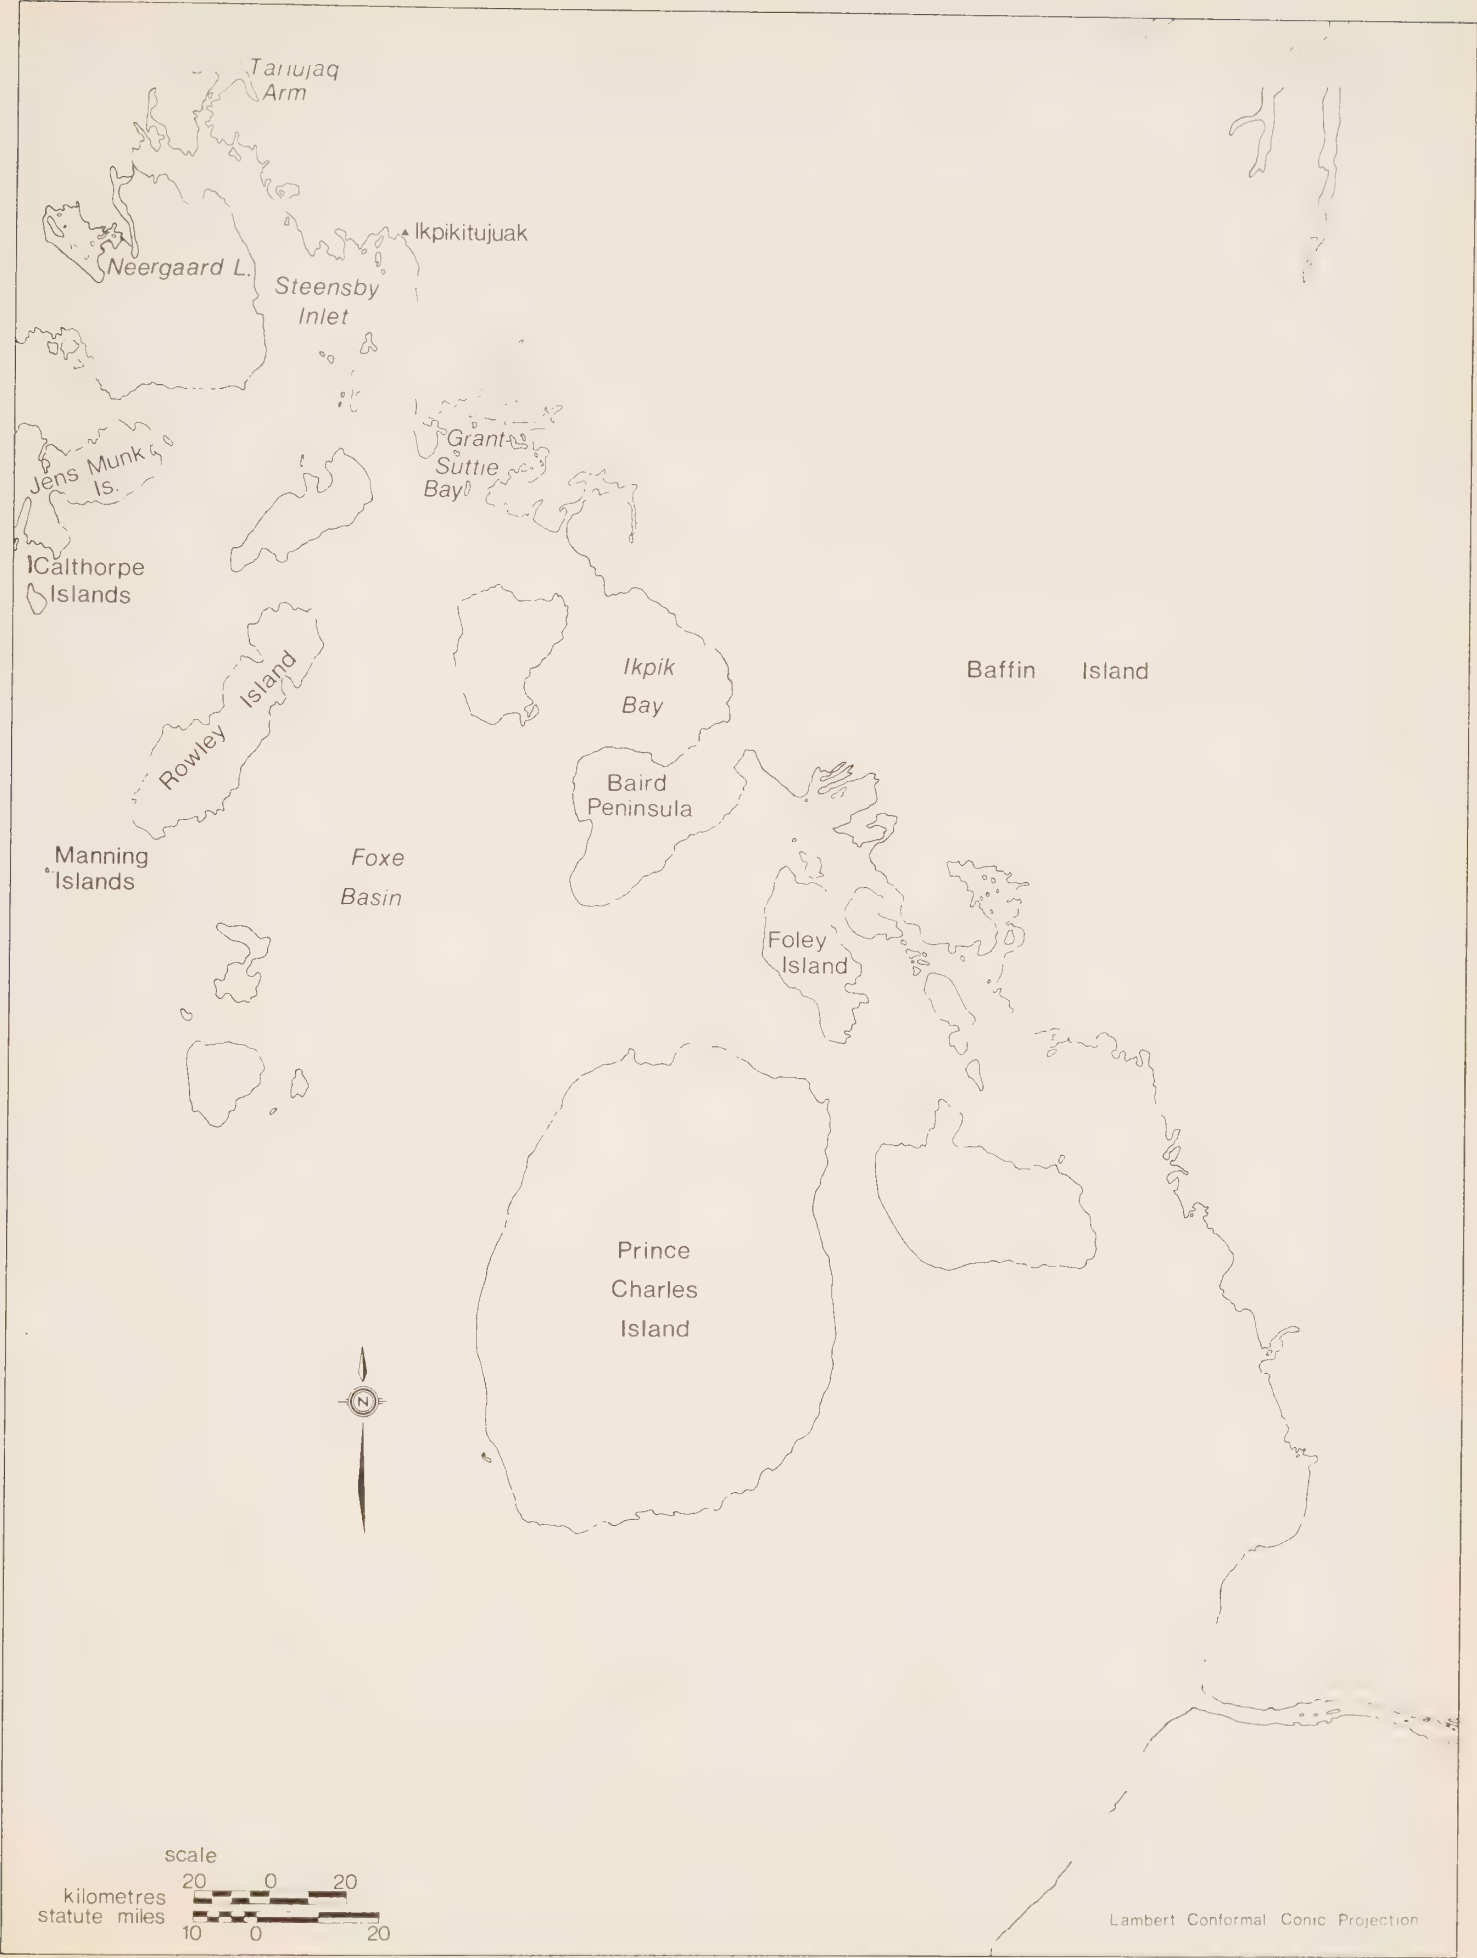 Tariujaq
Arm
Ikpikitujuak
Neergaard L.
Steensby
Inlet
Grant-
Suttie
Bay
Jens Munk
Is.
Calthorpe
Islands
Rowley Island
Ikpik
Bay
Baffin Island
Baird
Peninsula
Manning
Islands
Foxe
Basin
Foley
Island
Prince
Charles
Island
N
scale
20 0 20
kilometres
statute miles
10 0 20
Lambert Conformal Conic Projection